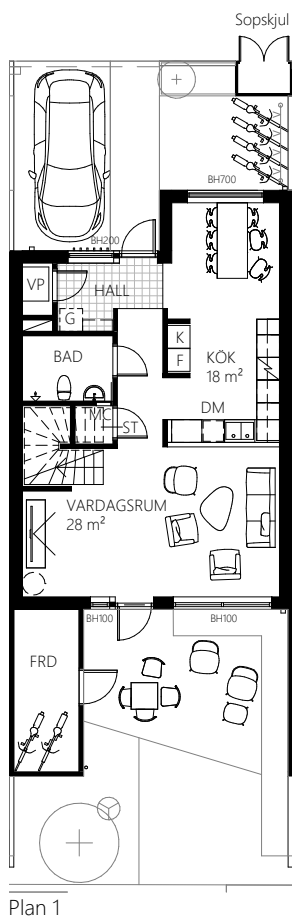 Sopskjul
BH700
BH200
VP
HALL
G
K
F
KÖK
18 m²
BAD
DM
MC
ST
VARDAGSRUM
28 m²
BH100
BH100
FRD
Plan 1